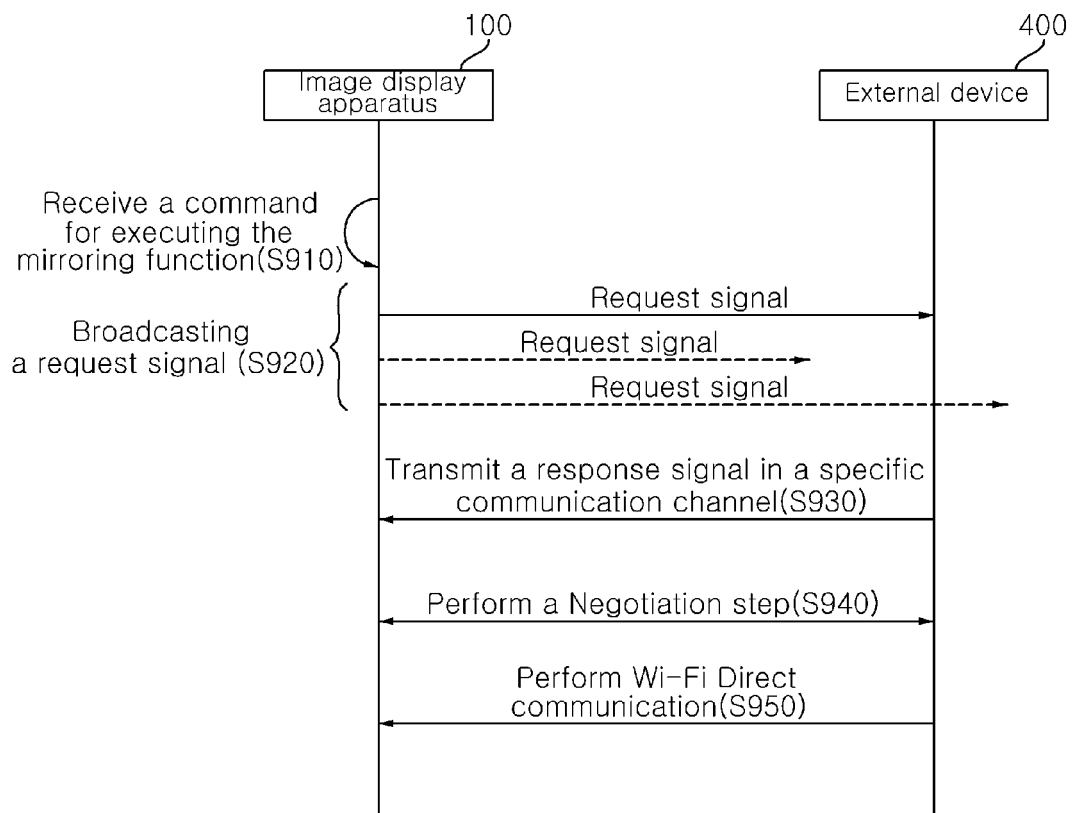 100
400
Image display
apparatus
External device
Receive a command
for executing the
mirroring function(S910)
Request signal
Broadcasting
a request signal (S920)
Request signal
Request signal
Transmit a response signal in a specific
communication channel(S930)
Perform a Negotiation step(S940)
Perform Wi-Fi Direct
communication(S950)